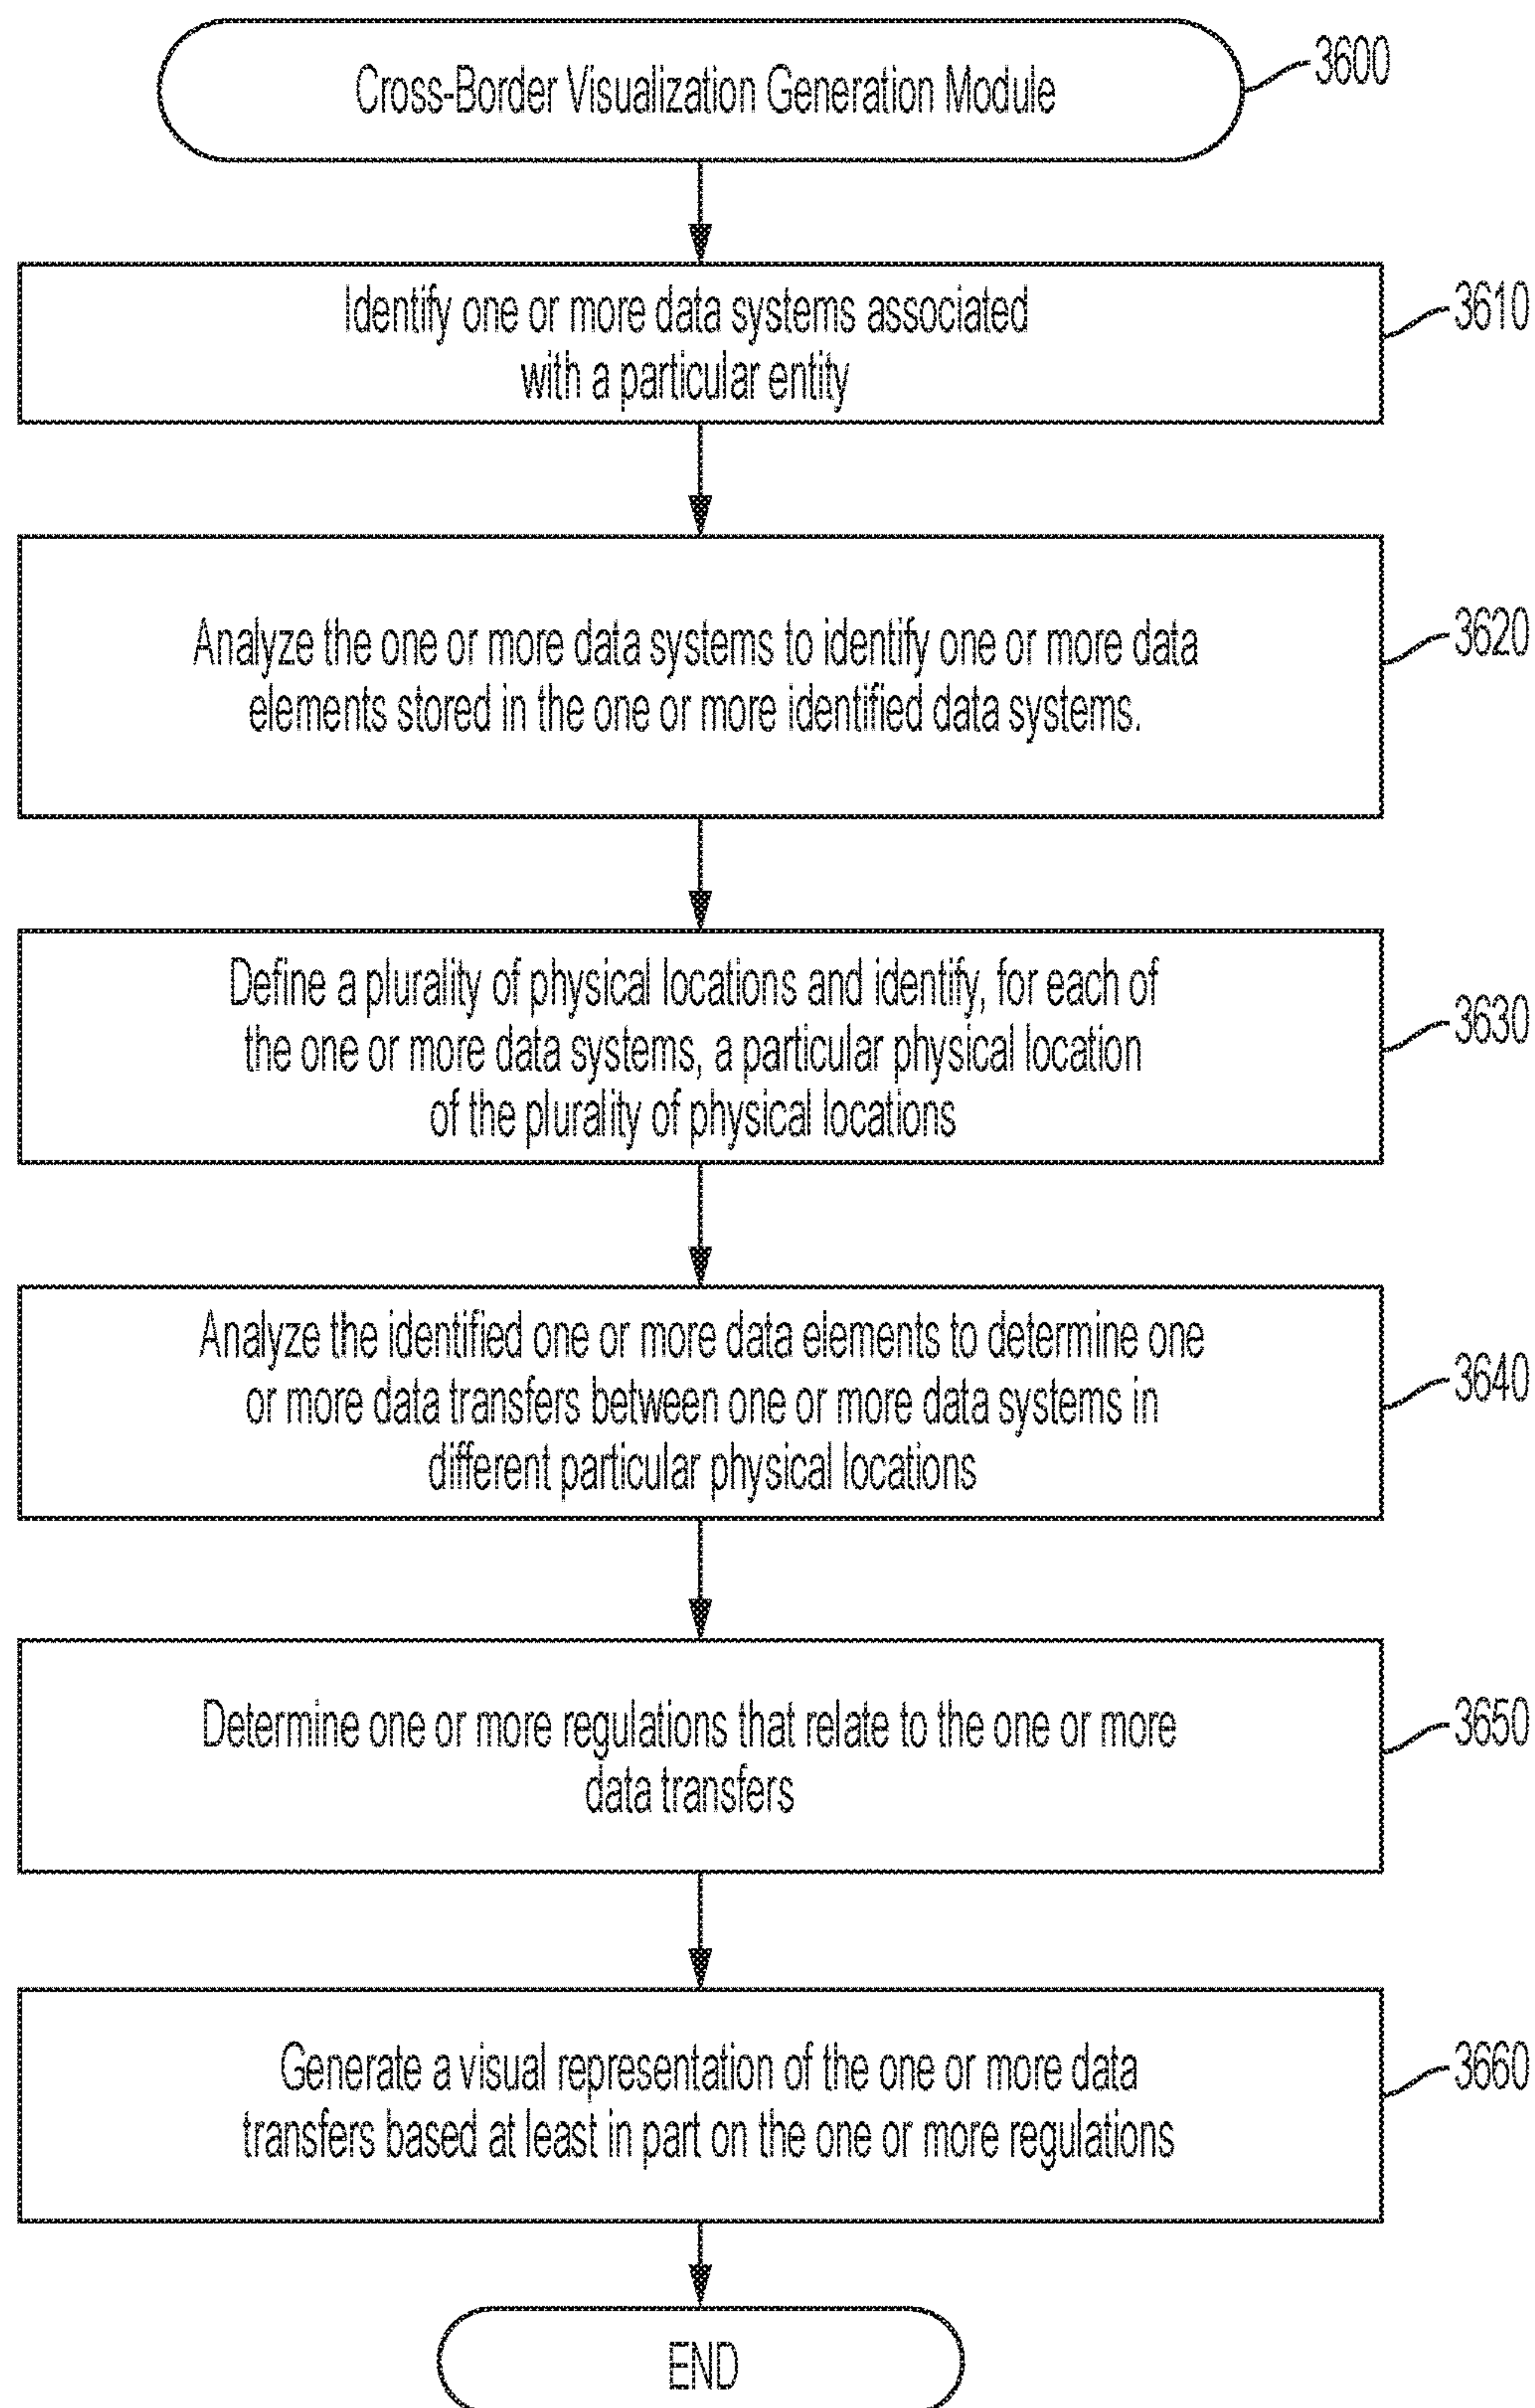 Cross-Border Visualization Generation Module
3600
Identify one or more data systems associated
with a particular entity
3610
Analyze the one or more data systems to identify one or more data
elements stored in the one or more identified data systems.
3620
Define a plurality of physical locations and identify, for each of
the one or more data systems, a particular physical location
of the plurality of physical locations
3630
Analyze the identified one or more data elements to determine one
or more data transfers between one or more data systems in
different particular physical locations
3640
Determine one or more regulations that relate to the one or more
data transfers
3650
Generate a visual representation of the one or more data
transfers based at least in part on the one or more regulations
3660
END